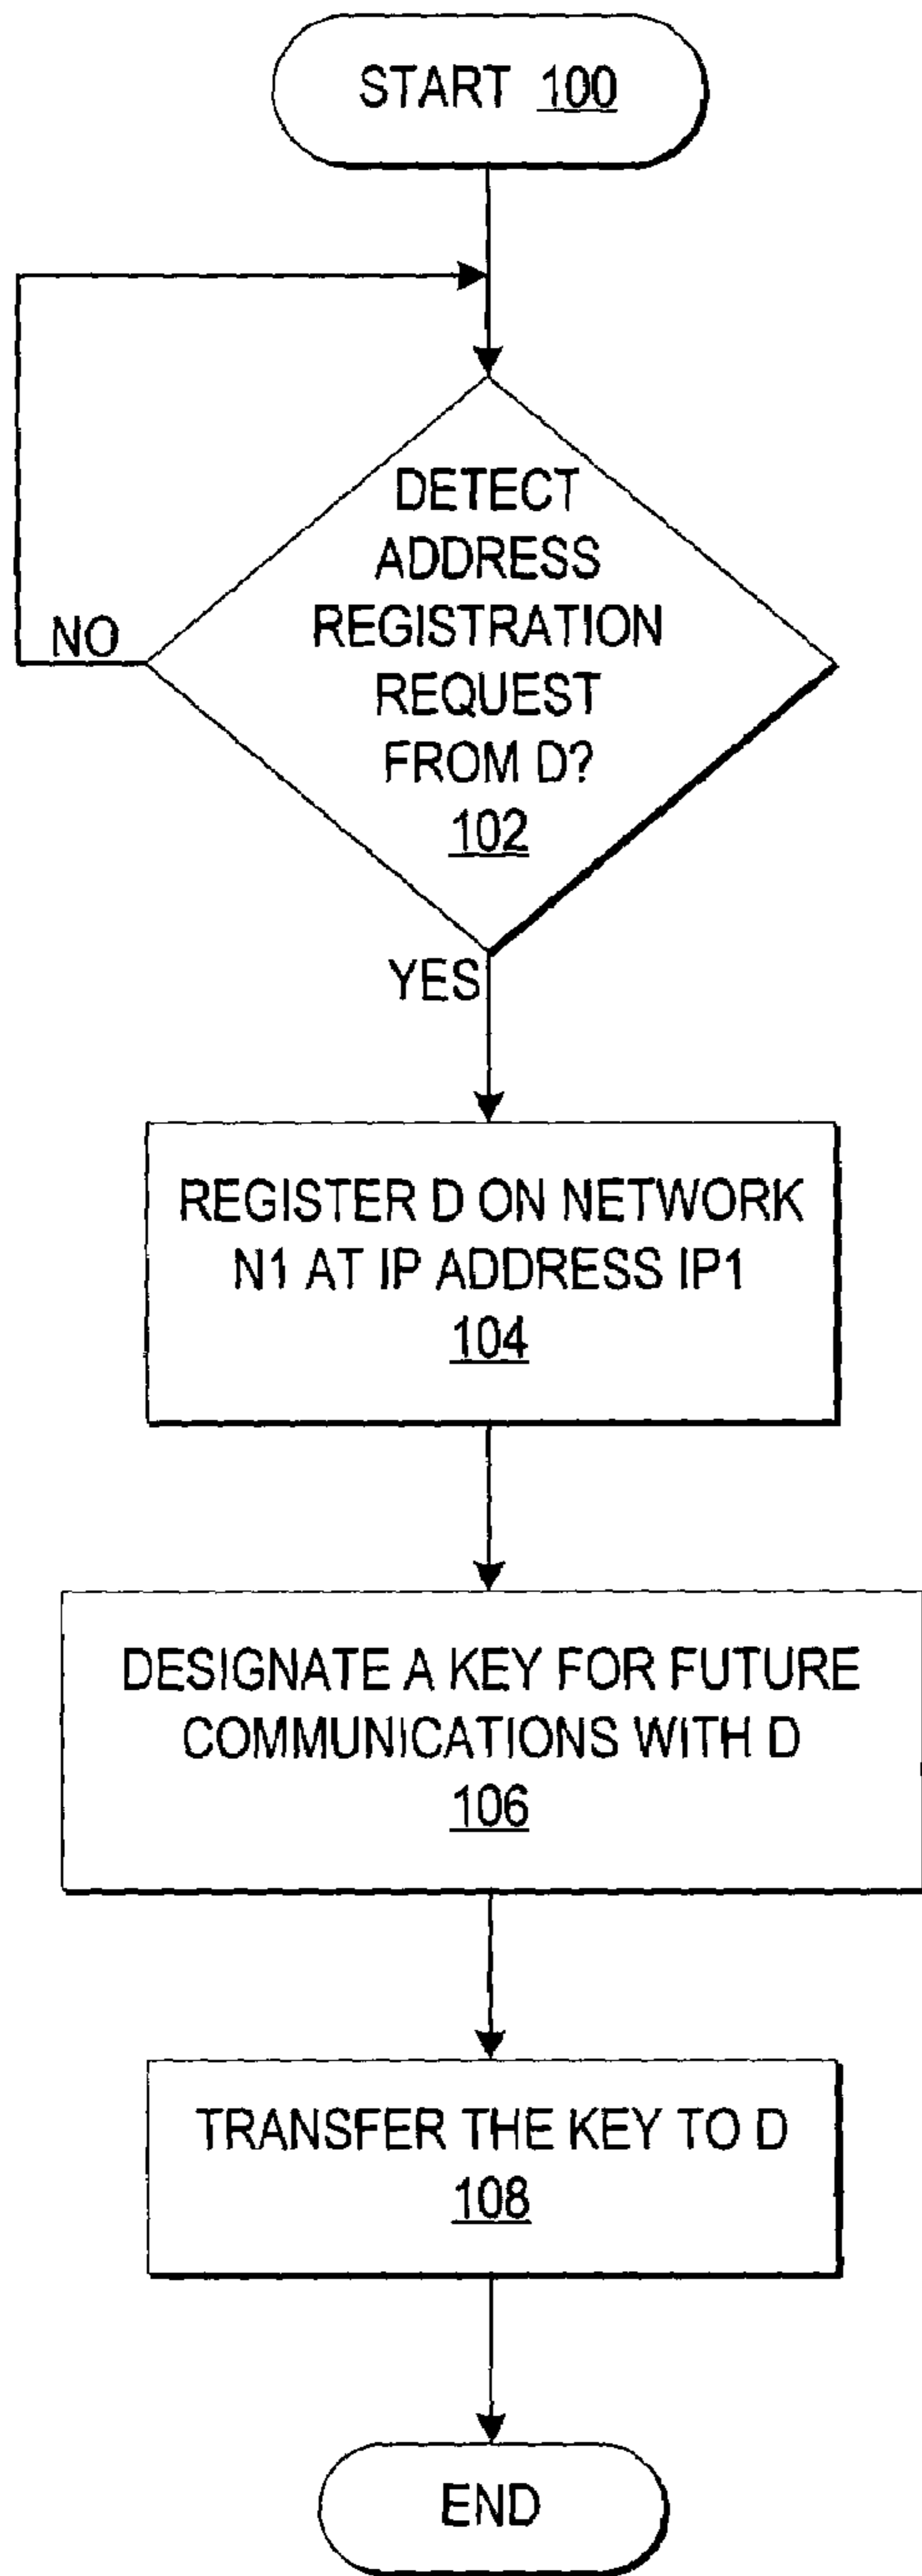 START 100
DETECT
ADDRESS
REGISTRATION
REQUEST
FROM D?
102
NO
YES
REGISTER D ON NETWORK
N1 AT IP ADDRESS IP1
104
DESIGNATE A KEY FOR FUTURE
COMMUNICATIONS WITH D
106
TRANSFER THE KEY TO D
108
END